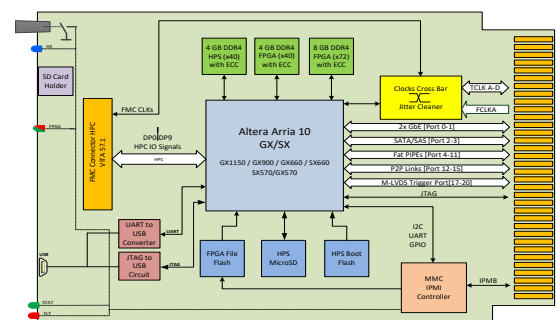 HS
SD Card
Holder
FPGA
FMC Connector HPC
VITA 57.1
FMC CLKs
DP0-DP9
HPC IO Signals
HPC
4 GB DDR4
HPS (x40)
with ECC
4 GB DDR4
FPGA (x40)
with ECC
8 GB DDR4
FPGA (x72)
with ECC
Clocks Cross Bar
Jitter Cleaner
TCLK A-D
FCLKA
Altera Arria 10
GX/SX
GX1150 / GX900 / GX660 / SX660
SX570/GX570
2x GbE [Port 0-1]
SATA/SAS [Port 2-3]
Fat PIPEs [Port 4-11]
P2P Links [Port 12-15]
M-LVDS Trigger Port[17-20]
JTAG
UART to
USB
Converter
UART
JTAG to
USB
Circuit
JTAG
USB
FPGA File
Flash
HPS
MicroSD
HPS Boot
Flash
I2C
UART
GPIO
MMC
IPMI
Controller
IPMB
STAT
FLT